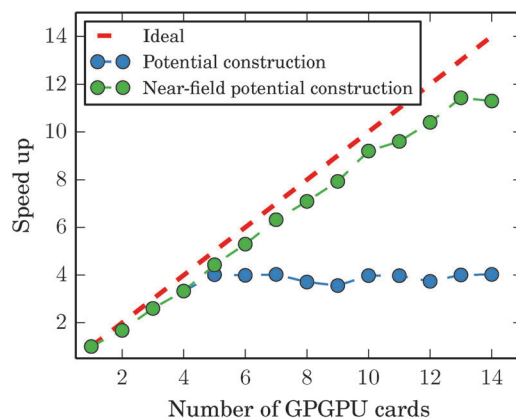 14
12
10
8
6
4
2
Speed up
Ideal
Potential construction
Near-field potential construction
2 4 6 8 10 12 14
Number of GPGPU cards